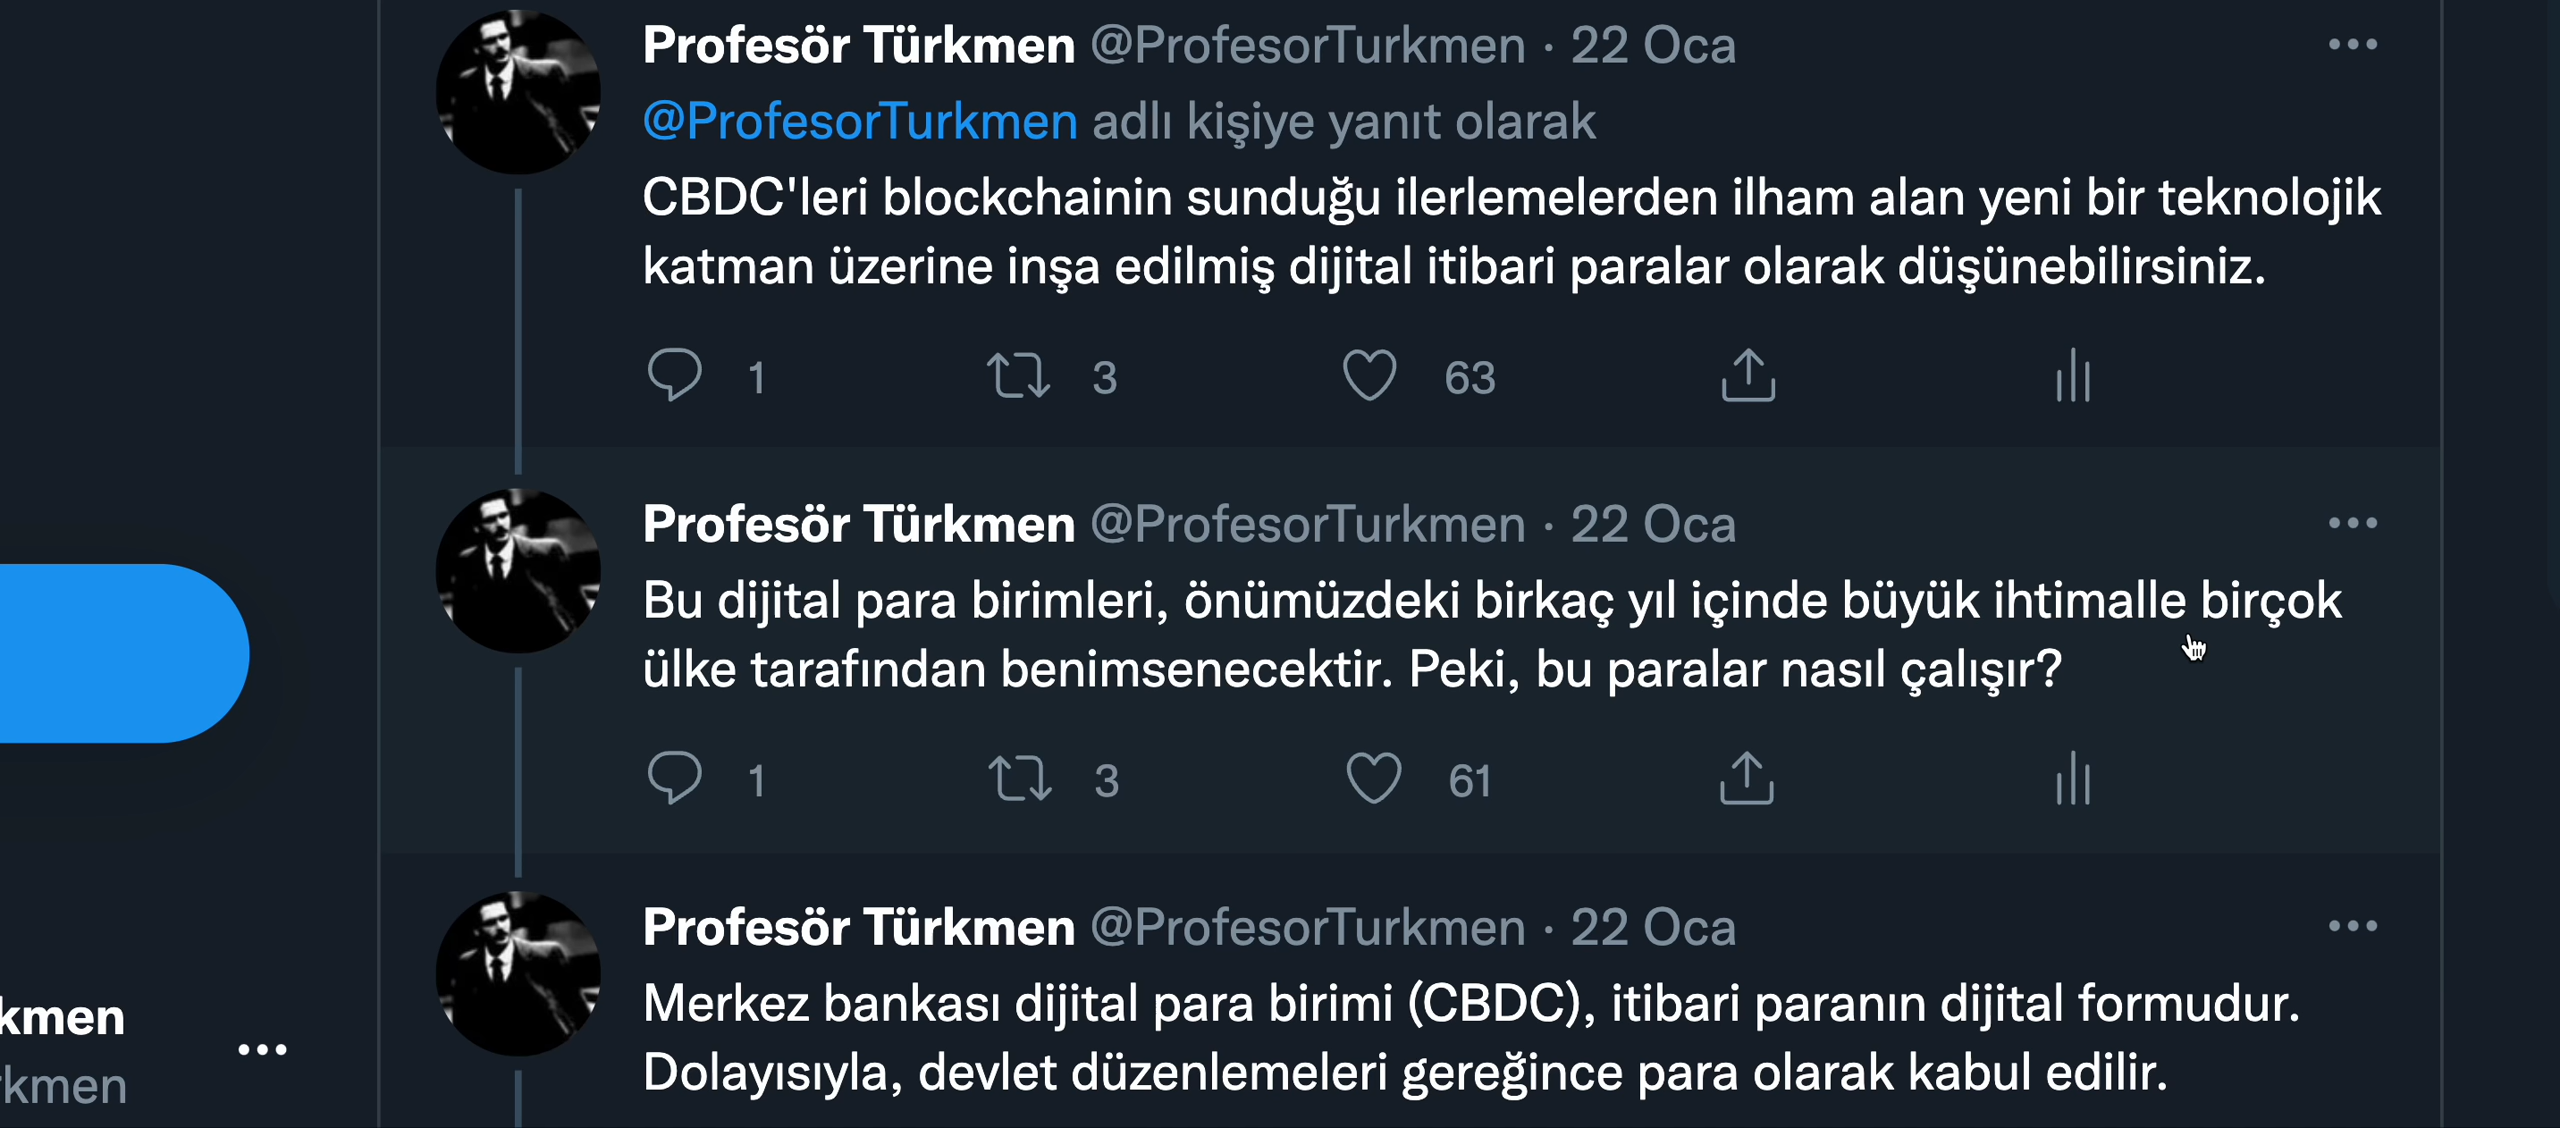 Profesör Türkmen @ProfesorTurkmen · 22 Oca
@ProfesorTurkmen adlı kişiye yanıt olarak
CBDC'leri blockchainin sunduğu ilerlemelerden ilham alan yeni bir teknolojik
katman üzerine inşa edilmiş dijital itibari paralar olarak düşünebilirsiniz.
1 3 63
Profesör Türkmen @ProfesorTurkmen · 22 Oca
Bu dijital para birimleri, önümüzdeki birkaç yıl içinde büyük ihtimalle birçok
ülke tarafından benimsenecektir. Peki, bu paralar nasıl çalışır?
1 3 61
Profesör Türkmen @ProfesorTurkmen · 22 Oca
Merkez bankası dijital para birimi (CBDC), itibari paranın dijital formudur.
Dolayısıyla, devlet düzenlemeleri gereğince para olarak kabul edilir.
kmen
rkmen